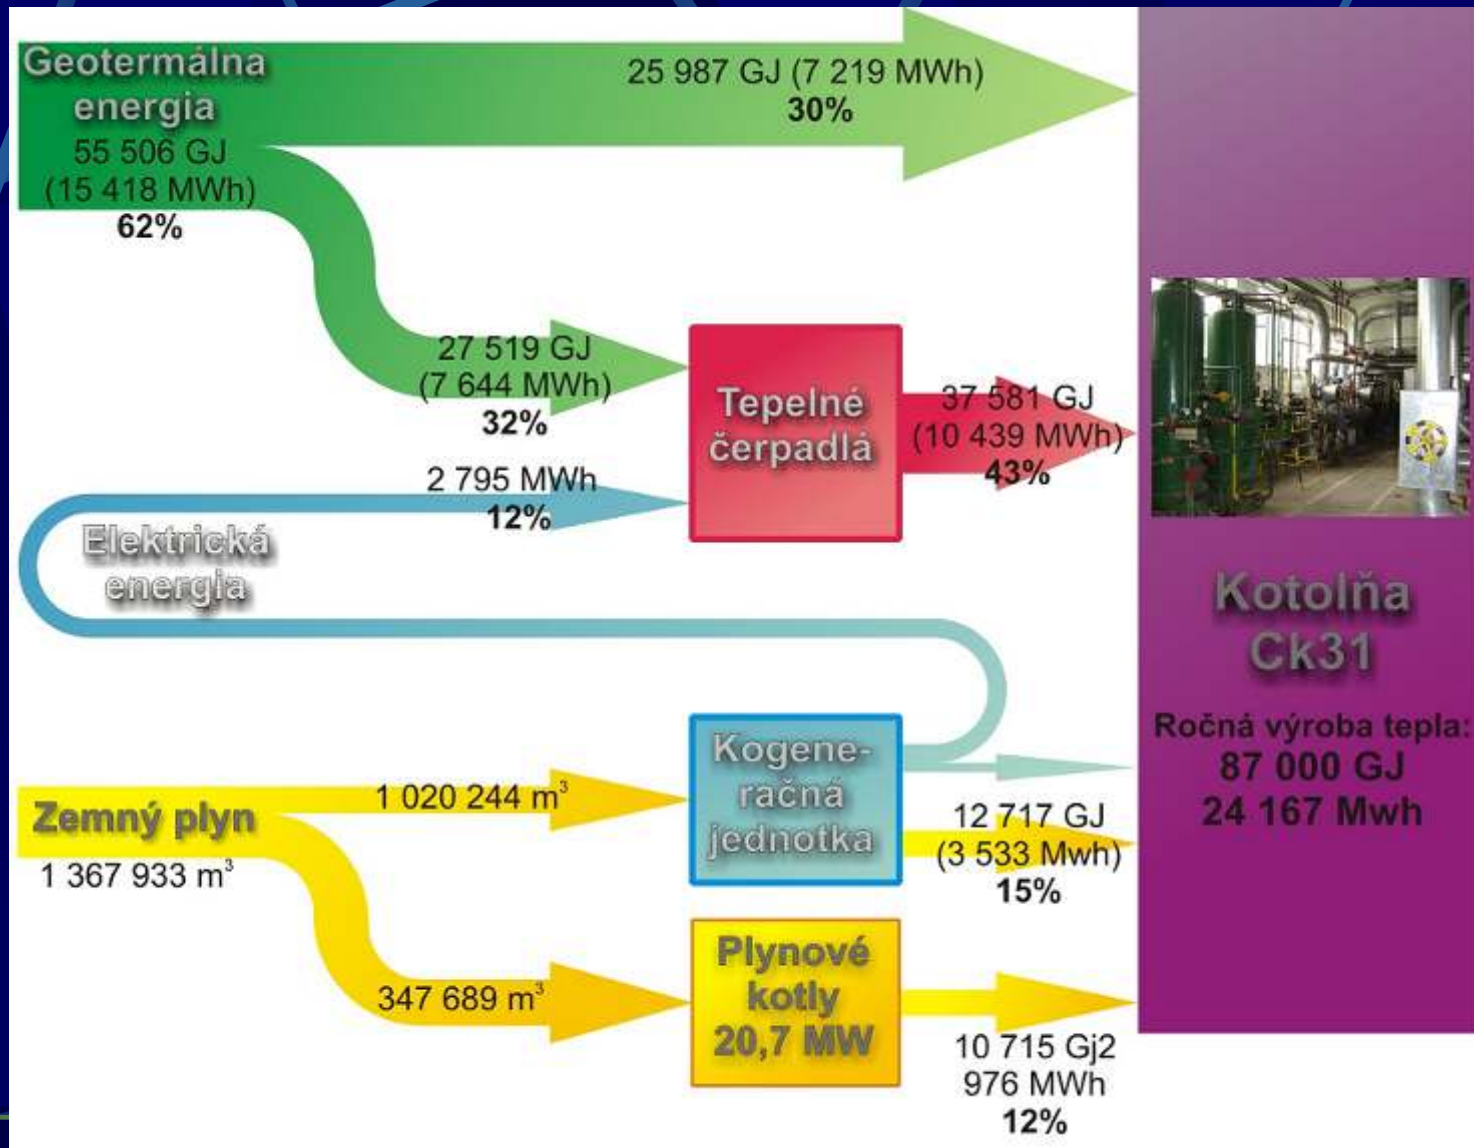 Geotermálna
energia
55 506 GJ
(15 418 MWh)
62%
25 987 GJ (7 219 MWh)
30%
27 519 GJ
(7 644 MWh)
32%
2 795 MWh
12%
Elektrická
energia
Tepelné
čerpadlá
37 581 GJ
(10 439 MWh)
43%
Zemný plyn
1 367 933 m³
1 020 244 m³
347 689 m³
Kogene-
račná
jednotka
12 717 GJ
(3 533 Mwh)
15%
Plynové
kotly
20,7 MW
10 715 Gj2
976 MWh
12%
Kotolňa
Ck31
Ročná výroba tepla:
87 000 GJ
24 167 Mwh